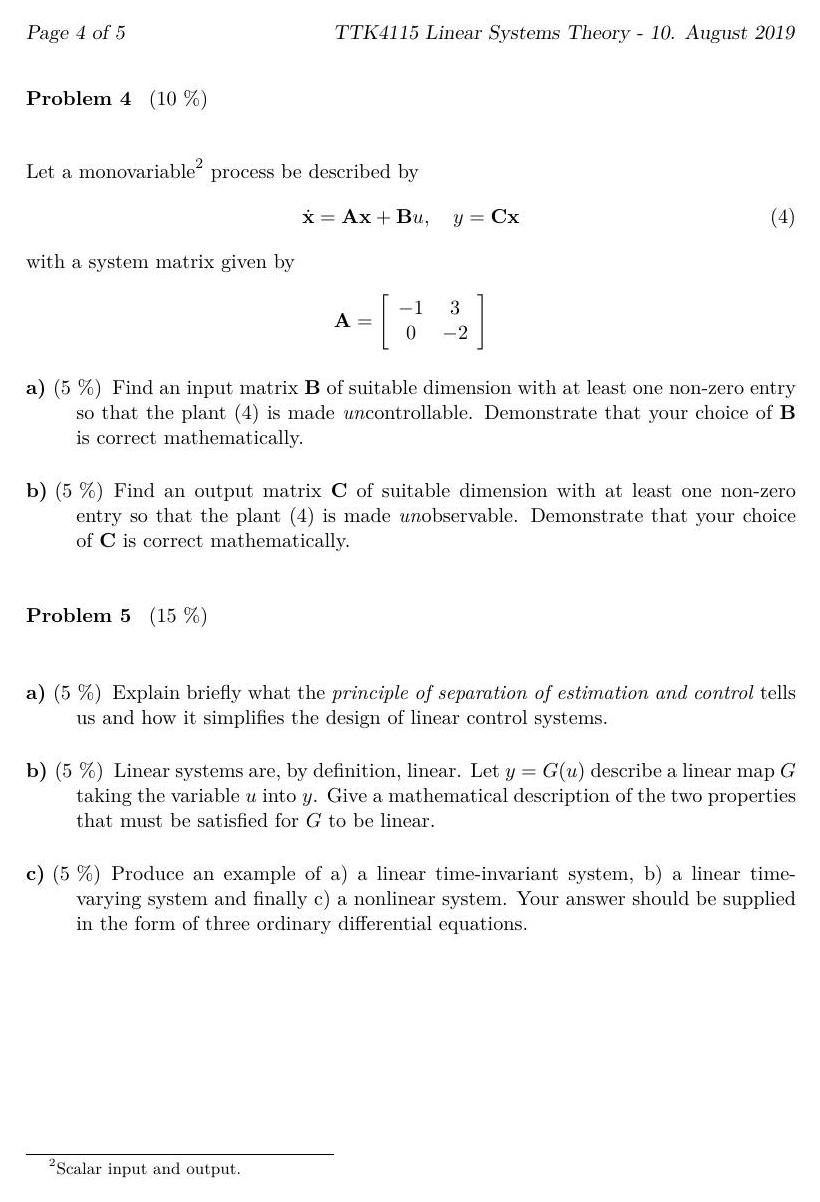 Page 4 of 5 TTK4115 Linear Systems Theory - 10. August 2019
Problem 4 (10 %)
Let a monovariable² process be described by
ẋ = Ax + Bu, y = Cx (4)
with a system matrix given by
A = [ −1 3
0 −2 ]
a) (5 %) Find an input matrix B of suitable dimension with at least one non-zero entry
so that the plant (4) is made uncontrollable. Demonstrate that your choice of B
is correct mathematically.
b) (5 %) Find an output matrix C of suitable dimension with at least one non-zero
entry so that the plant (4) is made unobservable. Demonstrate that your choice
of C is correct mathematically.
Problem 5 (15 %)
a) (5 %) Explain briefly what the principle of separation of estimation and control tells
us and how it simplifies the design of linear control systems.
b) (5 %) Linear systems are, by definition, linear. Let y = G(u) describe a linear map G
taking the variable u into y. Give a mathematical description of the two properties
that must be satisfied for G to be linear.
c) (5 %) Produce an example of a) a linear time-invariant system, b) a linear time-
varying system and finally c) a nonlinear system. Your answer should be supplied
in the form of three ordinary differential equations.
²Scalar input and output.